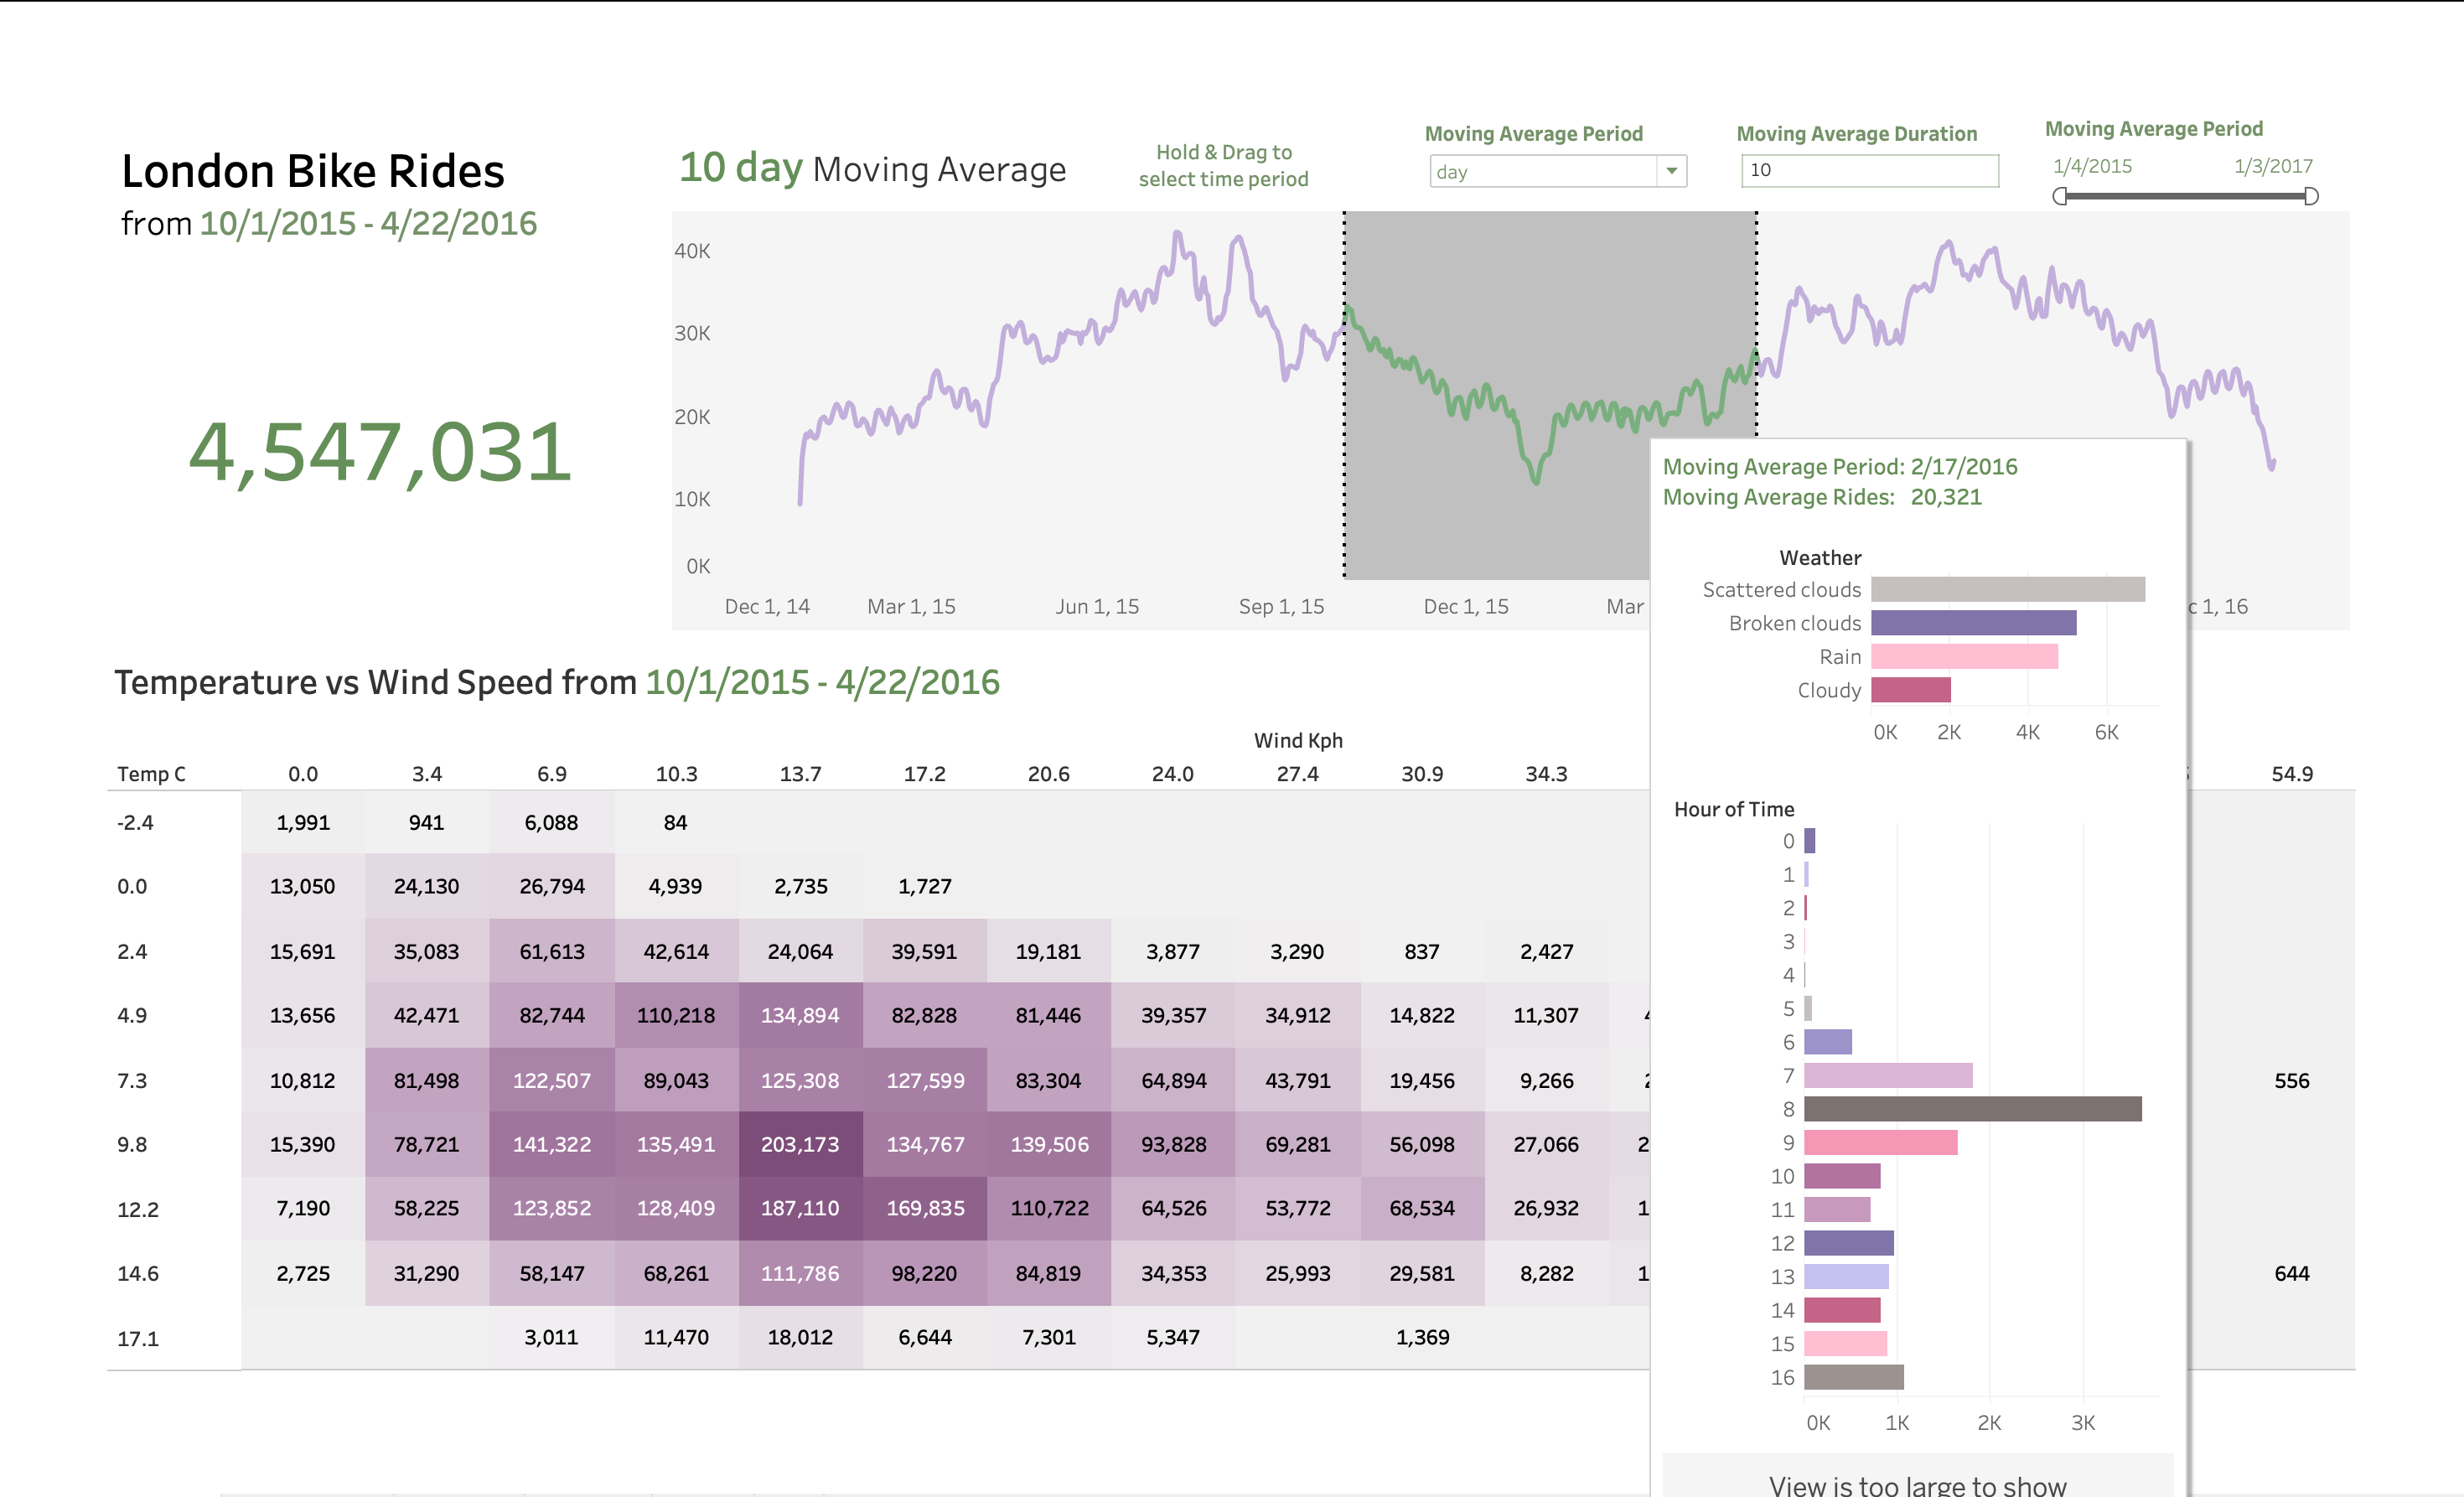 London Bike Rides
from 10/1/2015 - 4/22/2016
4,547,031
10 day Moving Average
Hold & Drag to
select time period
Moving Average Period
day
Moving Average Duration
10
Moving Average Period
1/4/2015 1/3/2017
40K
30K
20K
10K
0K
Dec 1, 14 Mar 1, 15 Jun 1, 15 Sep 1, 15 Dec 1, 15 Mar c 1, 16
Temperature vs Wind Speed from 10/1/2015 - 4/22/2016
Wind Kph
Temp C 0.0 3.4 6.9 10.3 13.7 17.2 20.6 24.0 27.4 30.9 34.3 54.9
-2.4 1,991 941 6,088 84
0.0 13,050 24,130 26,794 4,939 2,735 1,727
2.4 15,691 35,083 61,613 42,614 24,064 39,591 19,181 3,877 3,290 837 2,427
4.9 13,656 42,471 82,744 110,218 134,894 82,828 81,446 39,357 34,912 14,822 11,307
7.3 10,812 81,498 122,507 89,043 125,308 127,599 83,304 64,894 43,791 19,456 9,266 556
9.8 15,390 78,721 141,322 135,491 203,173 134,767 139,506 93,828 69,281 56,098 27,066 2
12.2 7,190 58,225 123,852 128,409 187,110 169,835 110,722 64,526 53,772 68,534 26,932 1
14.6 2,725 31,290 58,147 68,261 111,786 98,220 84,819 34,353 25,993 29,581 8,282 1 644
17.1 3,011 11,470 18,012 6,644 7,301 5,347 1,369
Moving Average Period: 2/17/2016
Moving Average Rides: 20,321
Weather
Scattered clouds
Broken clouds
Rain
Cloudy
0K 2K 4K 6K
Hour of Time
0
1
2
3
4
5
6
7
8
9
10
11
12
13
14
15
16
0K 1K 2K 3K
View is too large to show